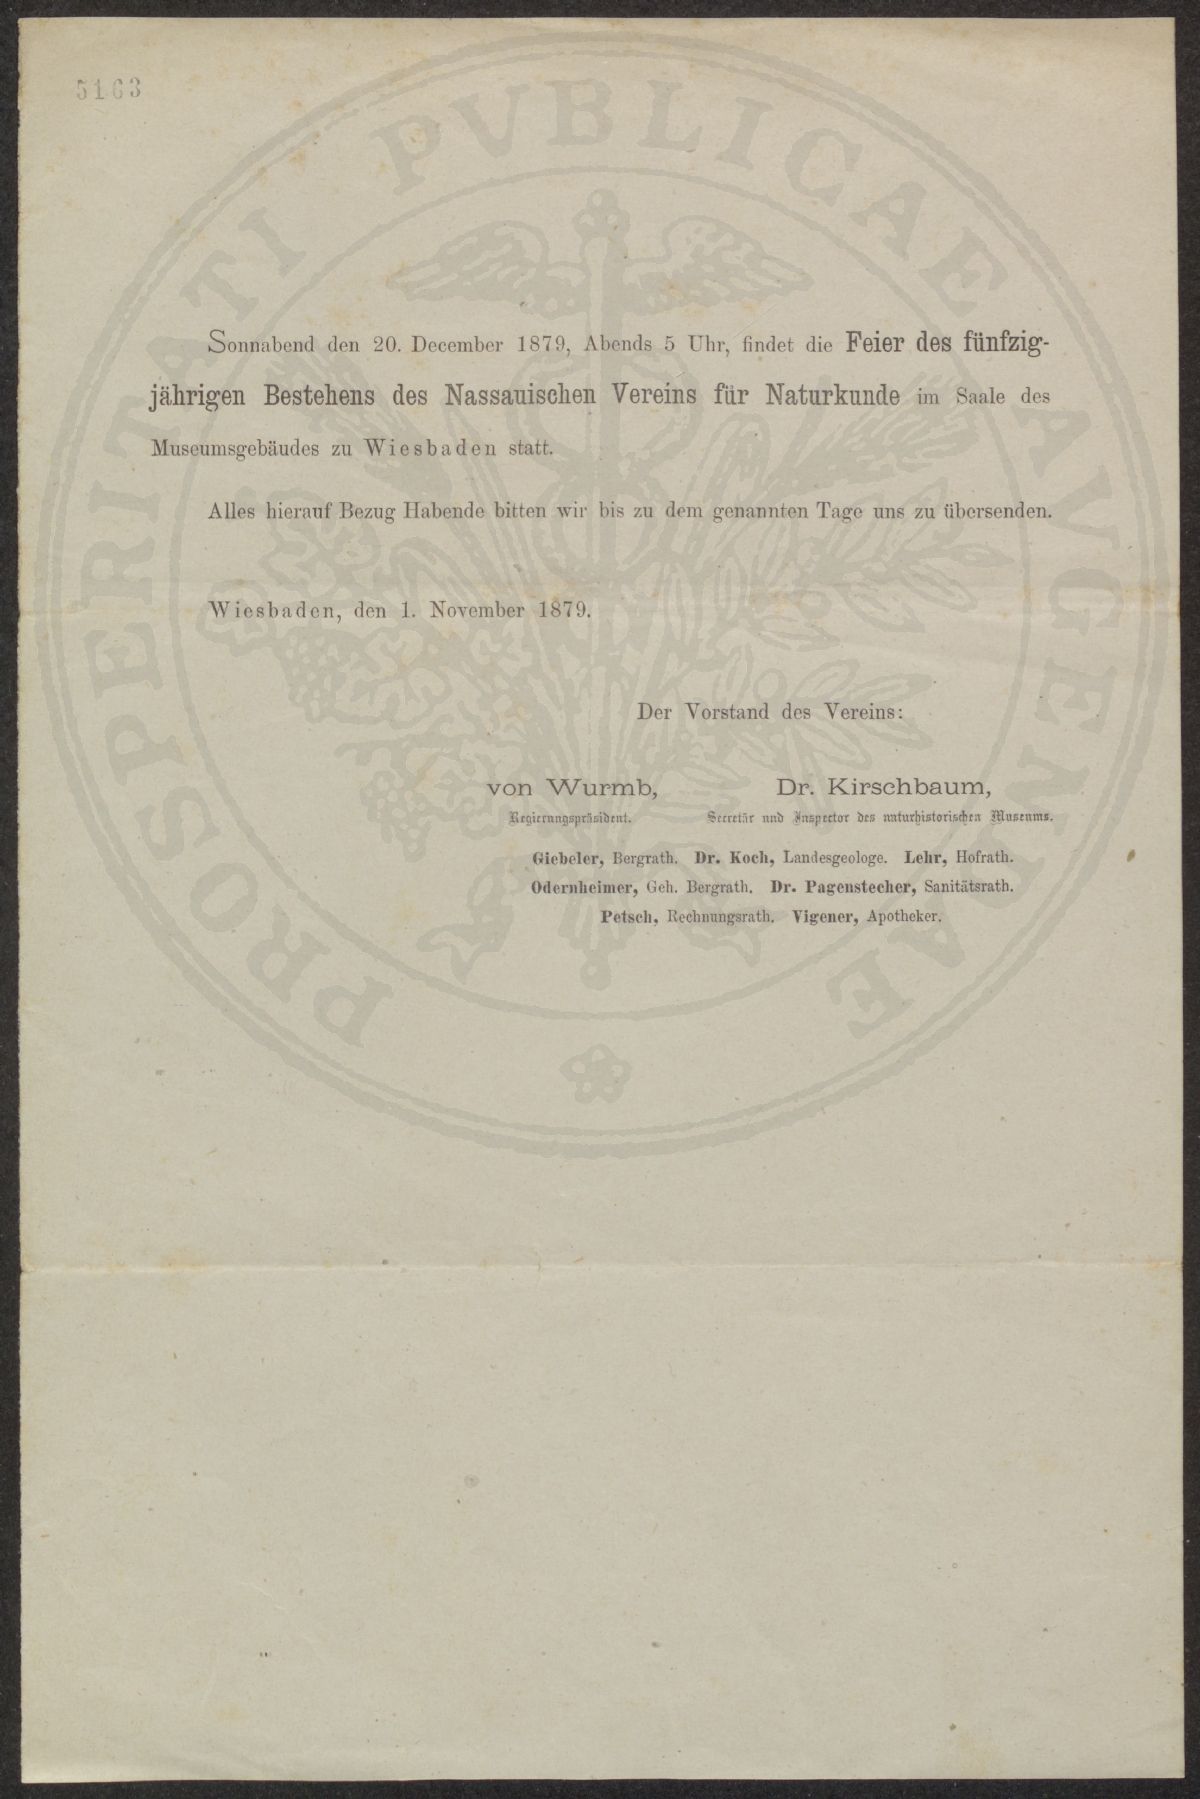 5163
PROSPERITATI PVBLICAE AVGENDAE
Sonnabend den 20. December 1879, Abends 5 Uhr, findet die Feier des fünfzig-
jährigen Bestehens des Nassauischen Vereins für Naturkunde im Saale des
Museumsgebäudes zu Wiesbaden statt.
Alles hierauf Bezug Habende bitten wir bis zu dem genannten Tage uns zu übersenden.
Wiesbaden, den 1. November 1879.
Der Vorstand des Vereins:
von Wurmb, Dr. Kirschbaum,
Regierungspräsident. Secretär und Inspector des naturhistorischen Museums.
Giebeler, Bergrath. Dr. Koch, Landesgeologe. Lehr, Hofrath.
Odernheimer, Geh. Bergrath. Dr. Pagenstecher, Sanitätsrath.
Petsch, Rechnungsrath. Vigener, Apotheker.